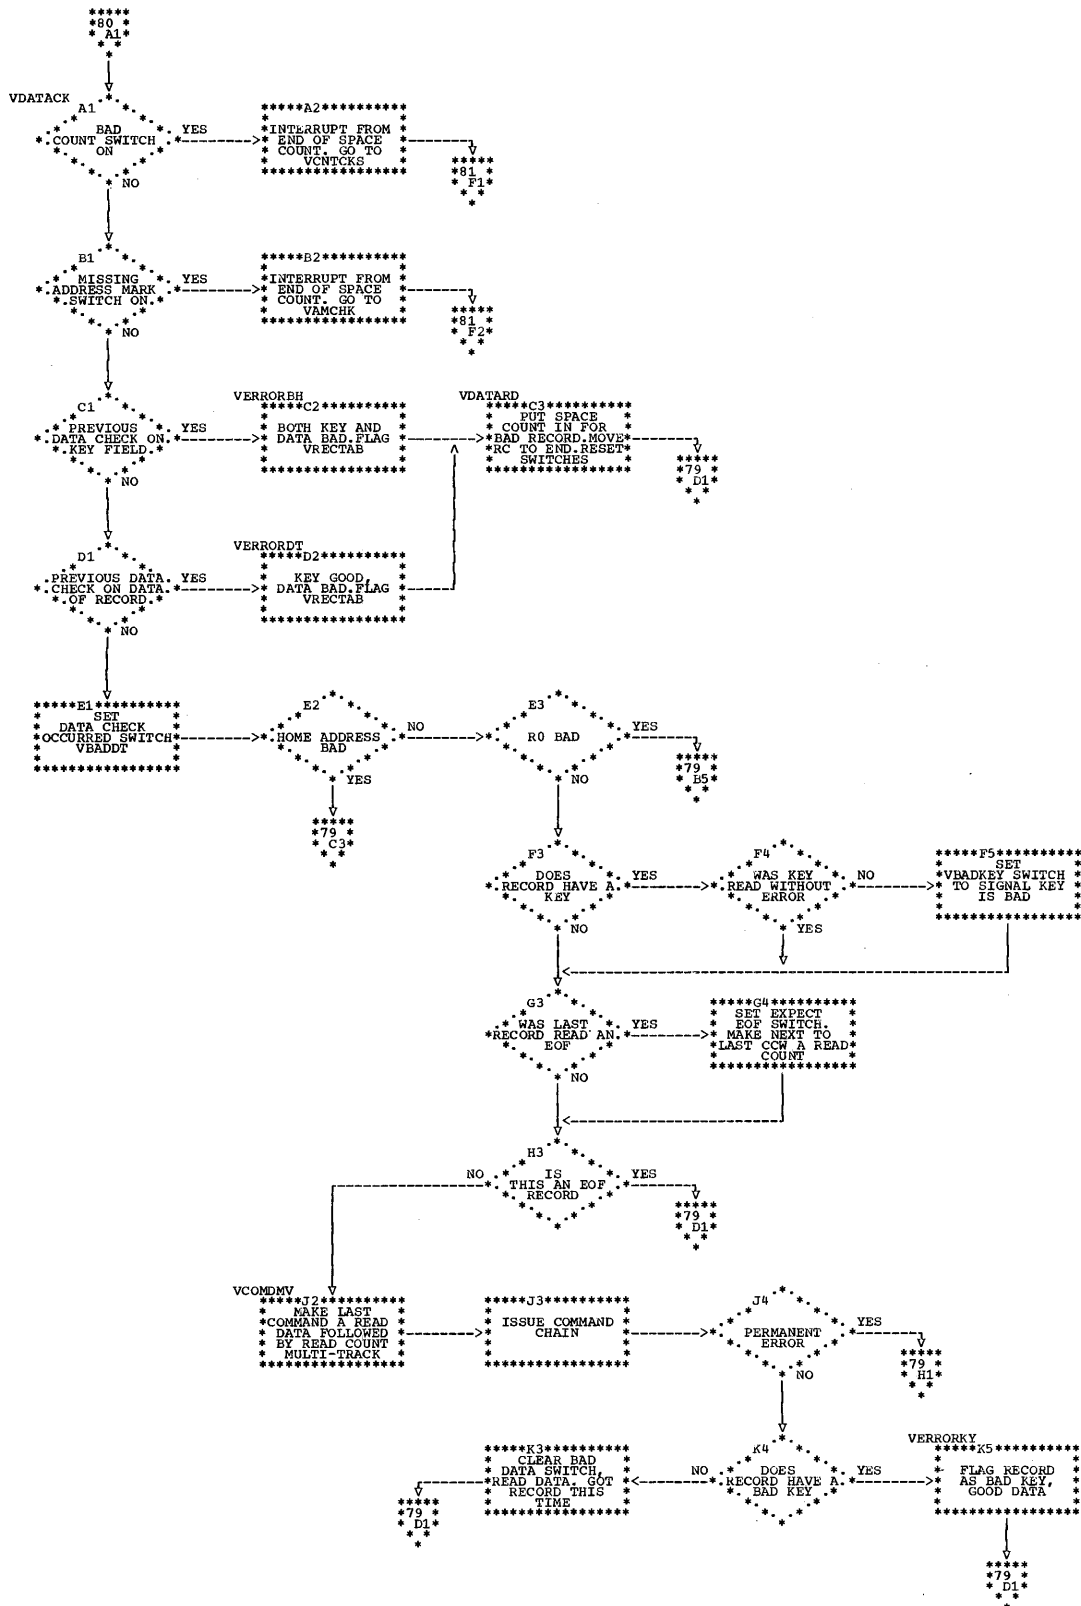 80
A1
VDATACK
A1
BAD
COUNT SWITCH
ON
YES
NO
A2
INTERRUPT FROM
END OF SPACE
COUNT. GO TO
VCNTCKS
81
F1
B1
MISSING
ADDRESS MARK
SWITCH ON
YES
NO
B2
INTERRUPT FROM
END OF SPACE
COUNT. GO TO
VAMCHK
81
F2
C1
PREVIOUS
DATA CHECK ON
KEY FIELD
YES
NO
VERRORBH
C2
BOTH KEY AND
DATA BAD.FLAG
VRECTAB
VDATARD
C3
PUT SPACE
COUNT IN FOR
BAD RECORD.MOVE
RC TO END.RESET
SWITCHES
79
D1
D1
PREVIOUS DATA
CHECK ON DATA
OF RECORD
YES
NO
VERRORDT
D2
KEY GOOD,
DATA BAD.FLAG
VRECTAB
E1
SET
DATA CHECK
OCCURRED SWITCH
VBADDT
E2
HOME ADDRESS
BAD
NO
YES
79
C3
E3
R0 BAD
YES
NO
79
B5
F3
DOES
RECORD HAVE A
KEY
YES
NO
F4
WAS KEY
READ WITHOUT
ERROR
NO
YES
F5
SET
VBADKEY SWITCH
TO SIGNAL KEY
IS BAD
G3
WAS LAST
RECORD READ AN
EOF
YES
NO
G4
SET EXPECT
EOF SWITCH.
MAKE NEXT TO
LAST CCW A READ
COUNT
H3
IS
THIS AN EOF
RECORD
NO
YES
79
D1
VCOMDMV
J2
MAKE LAST
COMMAND A READ
DATA FOLLOWED
BY READ COUNT
MULTI-TRACK
J3
ISSUE COMMAND
CHAIN
J4
PERMANENT
ERROR
YES
NO
79
H1
K3
CLEAR BAD
DATA SWITCH,
READ DATA. GOT
RECORD THIS
TIME
79
D1
K4
DOES
RECORD HAVE A
BAD KEY
NO
YES
VERRORKY
K5
FLAG RECORD
AS BAD KEY,
GOOD DATA
79
D1